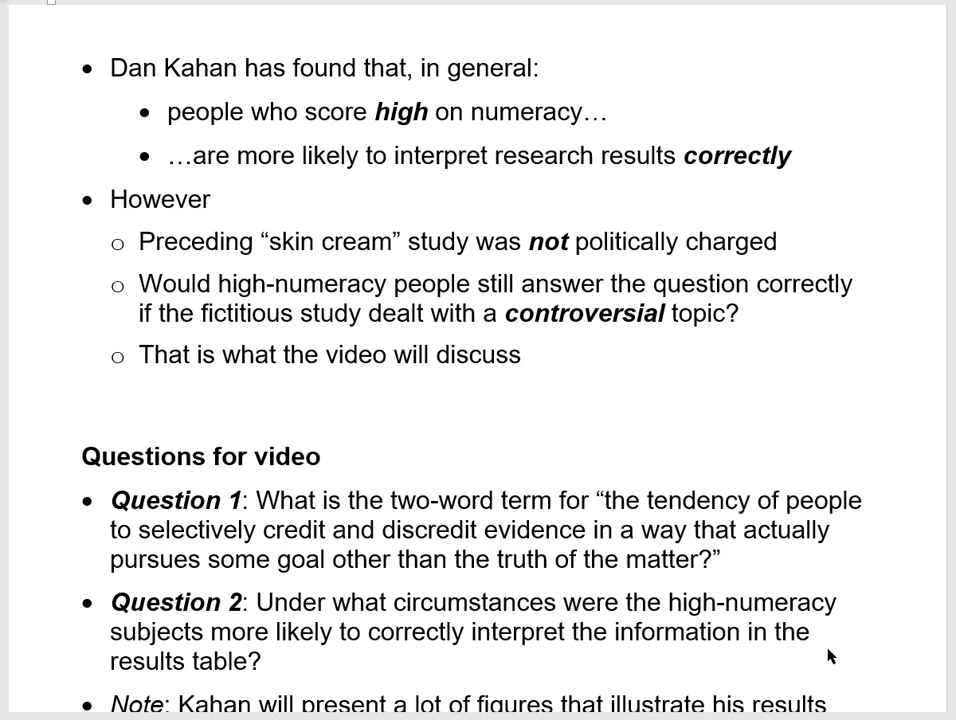 • Dan Kahan has found that, in general:
• people who score high on numeracy…
• …are more likely to interpret research results correctly
• However
o Preceding “skin cream” study was not politically charged
o Would high-numeracy people still answer the question correctly
if the fictitious study dealt with a controversial topic?
o That is what the video will discuss
Questions for video
• Question 1: What is the two-word term for “the tendency of people
to selectively credit and discredit evidence in a way that actually
pursues some goal other than the truth of the matter?”
• Question 2: Under what circumstances were the high-numeracy
subjects more likely to correctly interpret the information in the
results table?
• Note: Kahan will present a lot of figures that illustrate his results